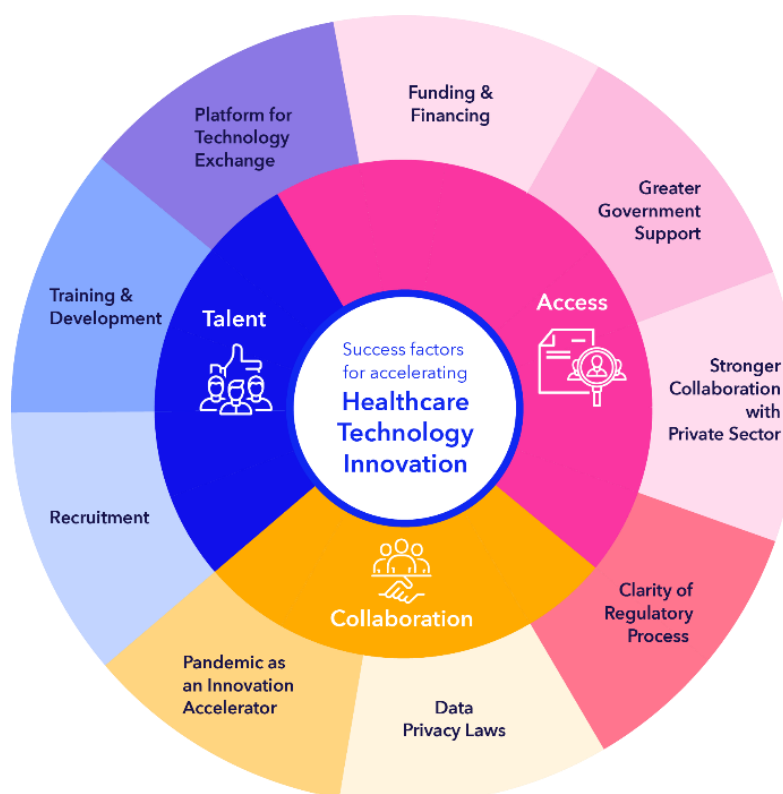 Platform for
Technology
Exchange
Funding &
Financing
Greater
Government
Support
Training &
Development
Talent
Access
Success factors
for accelerating
Healthcare
Technology
Innovation
Stronger
Collaboration
with
Private Sector
Recruitment
Collaboration
Clarity of
Regulatory
Process
Pandemic as
an Innovation
Accelerator
Data
Privacy Laws